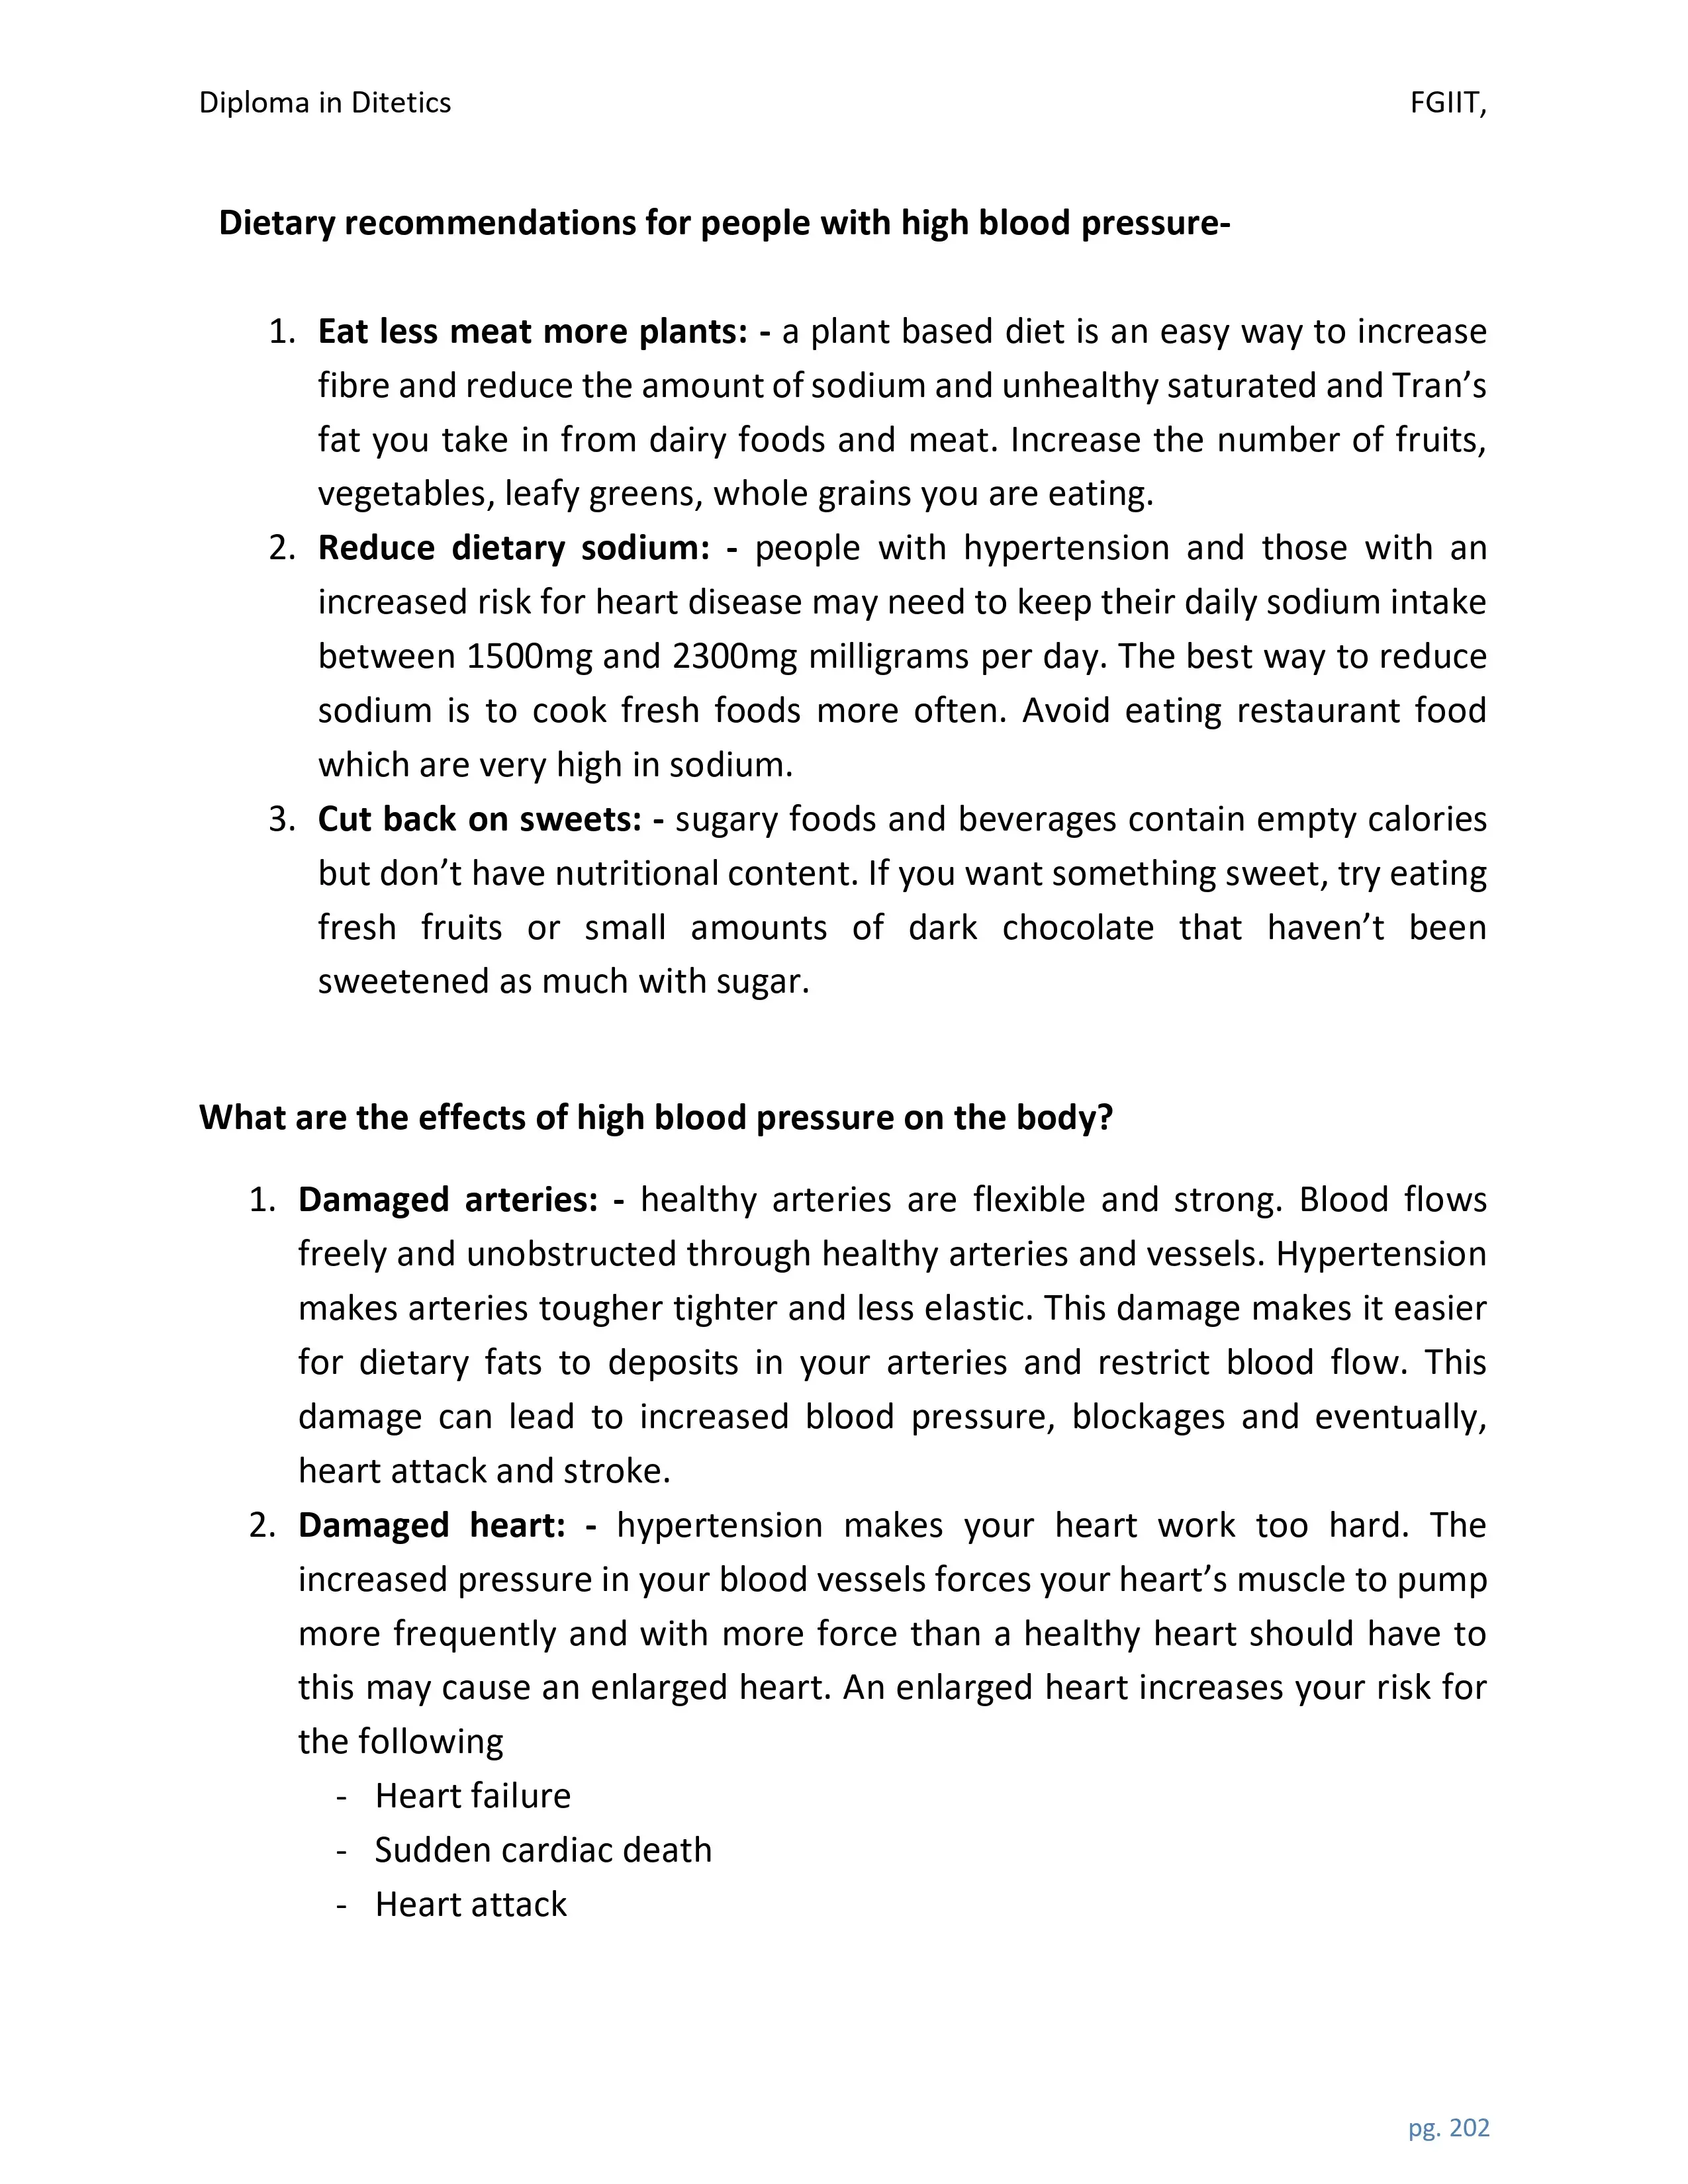 Diploma in Ditetics FGIIT,
Dietary recommendations for people with high blood pressure-
1. Eat less meat more plants: - a plant based diet is an easy way to increase
fibre and reduce the amount of sodium and unhealthy saturated and Tran’s
fat you take in from dairy foods and meat. Increase the number of fruits,
vegetables, leafy greens, whole grains you are eating.
2. Reduce dietary sodium: - people with hypertension and those with an
increased risk for heart disease may need to keep their daily sodium intake
between 1500mg and 2300mg milligrams per day. The best way to reduce
sodium is to cook fresh foods more often. Avoid eating restaurant food
which are very high in sodium.
3. Cut back on sweets: - sugary foods and beverages contain empty calories
but don’t have nutritional content. If you want something sweet, try eating
fresh fruits or small amounts of dark chocolate that haven’t been
sweetened as much with sugar.
What are the effects of high blood pressure on the body?
1. Damaged arteries: - healthy arteries are flexible and strong. Blood flows
freely and unobstructed through healthy arteries and vessels. Hypertension
makes arteries tougher tighter and less elastic. This damage makes it easier
for dietary fats to deposits in your arteries and restrict blood flow. This
damage can lead to increased blood pressure, blockages and eventually,
heart attack and stroke.
2. Damaged heart: - hypertension makes your heart work too hard. The
increased pressure in your blood vessels forces your heart’s muscle to pump
more frequently and with more force than a healthy heart should have to
this may cause an enlarged heart. An enlarged heart increases your risk for
the following
- Heart failure
- Sudden cardiac death
- Heart attack
pg. 202